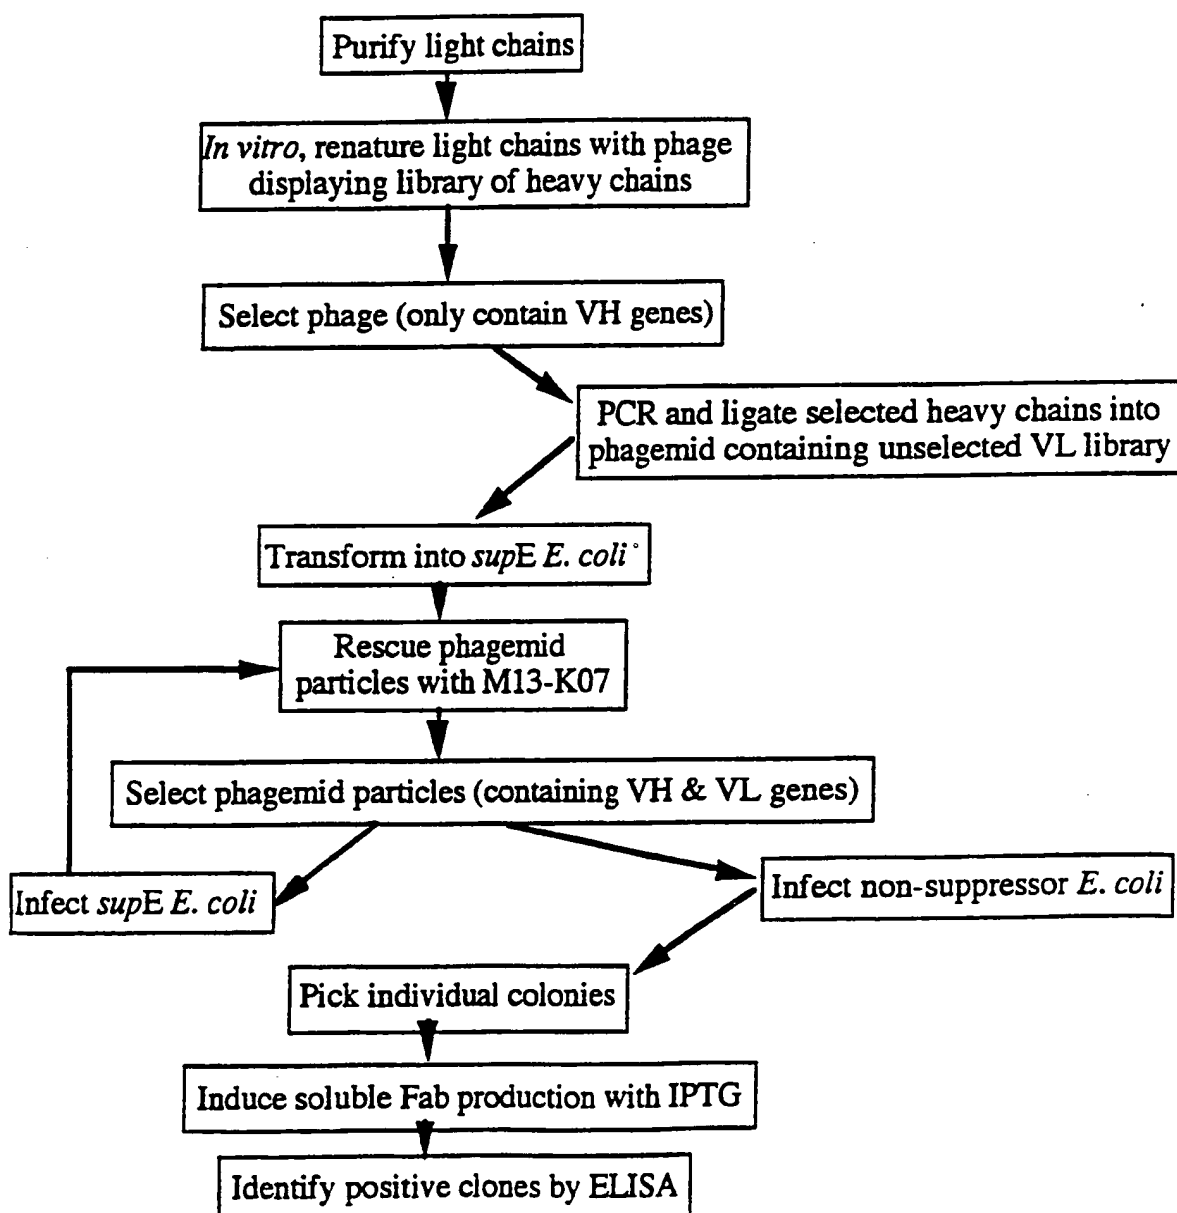 Purify light chains
In vitro, renature light chains with phage
displaying library of heavy chains
Select phage (only contain VH genes)
PCR and ligate selected heavy chains into
phagemid containing unselected VL library
Transform into supE E. coli
Rescue phagemid
particles with M13-K07
Select phagemid particles (containing VH & VL genes)
Infect supE E. coli
Infect non-suppressor E. coli
Pick individual colonies
Induce soluble Fab production with IPTG
Identify positive clones by ELISA